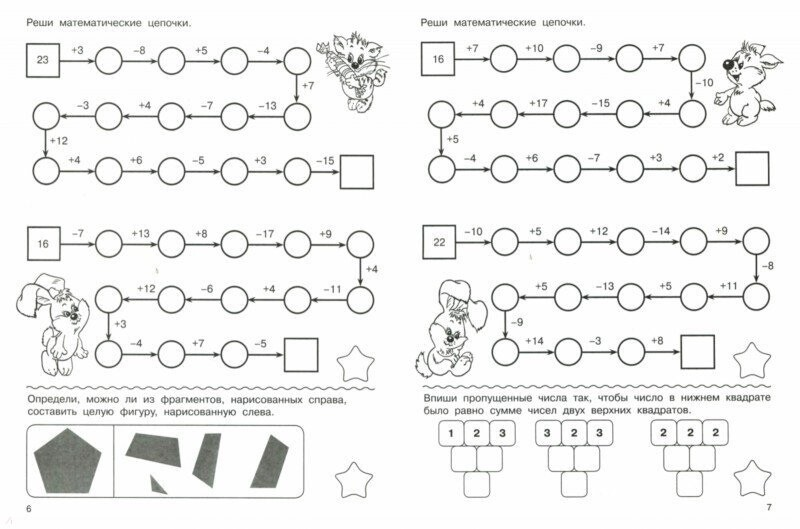 Реши математические цепочки.
23 +3 −8 +5 −4
+7
−3 +4 −7 −13
+12
+4 +6 −5 +3 −15
16 −7 +13 +8 −17 +9
+4
+12 −6 +4 −11
+3
−4 +7 −5
Определи, можно ли из фрагментов, нарисованных справа,
составить целую фигуру, нарисованную слева.
6
Реши математические цепочки.
16 +7 +10 −9 +7
−10
+4 +17 −15 +4
+5
−4 +6 −7 +3 +2
22 −10 +5 +12 −14 +9
−8
+5 −13 +5 +11
−9
+14 −3 +8
Впиши пропущенные числа так, чтобы число в нижнем квадрате
было равно сумме чисел двух верхних квадратов.
1 2 3 3 2 3 2 2 2
7